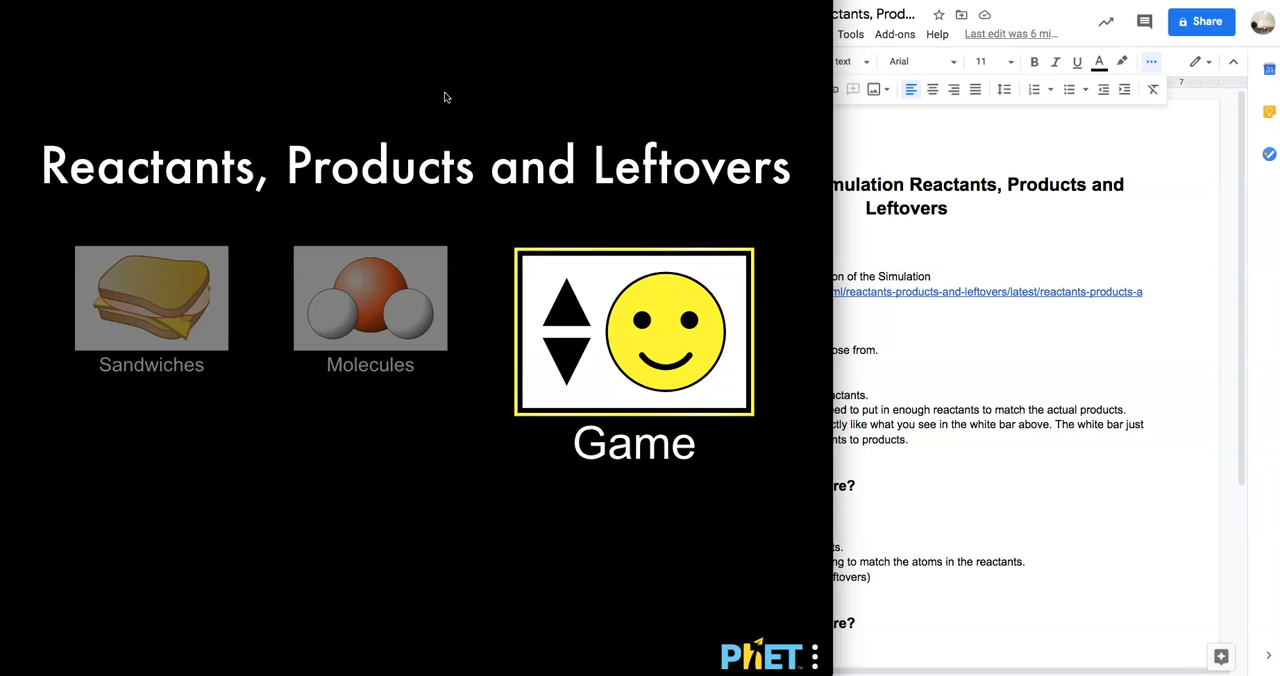 Reactants, Products and Leftovers
Sandwiches
Molecules
Game
PhET
ctants, Prod...
Tools Add-ons Help Last edit was 6 mi...
Share
text Arial 11 B I U A
7
31
mulation Reactants, Products and
Leftovers
on of the Simulation
ml/reactants-products-and-leftovers/latest/reactants-products-a
ose from.
actants.
ed to put in enough reactants to match the actual products.
ctly like what you see in the white bar above. The white bar just
nts to products.
re?
ts.
ng to match the atoms in the reactants.
ftovers)
re?